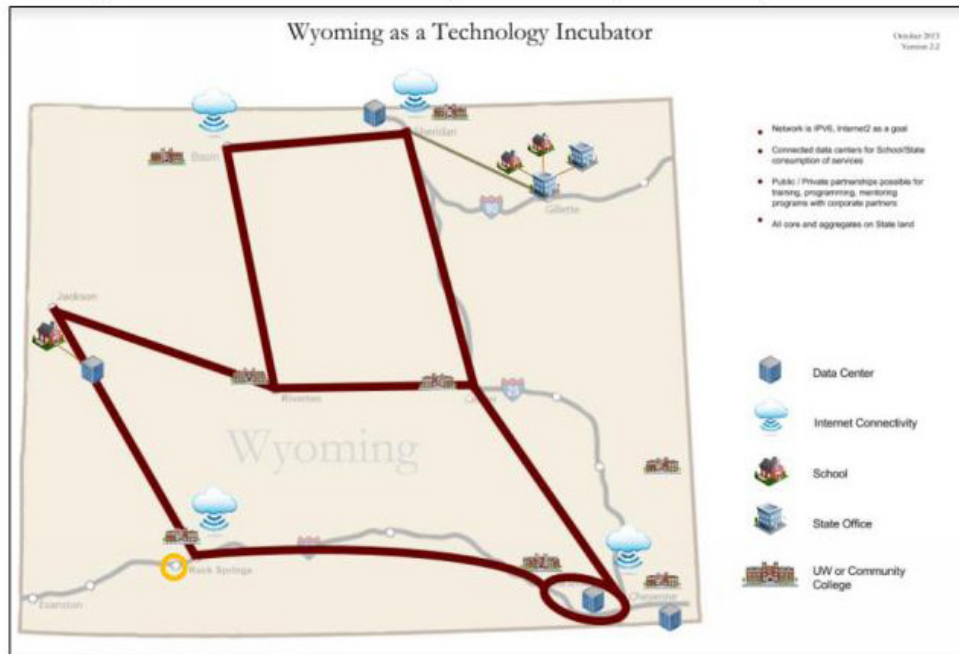 Wyoming as a Technology Incubator
October 2013
Version 2.2
Sheridan
Basin
Network is IPV6, Internet2 as a goal
Connected data centers for School/State
consumption of services
Public / Private partnerships possible for
training, programming, mentoring
programs with corporate partners
All core and aggregates on State land
90
Gillette
Jackson
Riverton
25
Wyoming
Rock Springs
Evanston
Cheyenne
Data Center
Internet Connectivity
School
State Office
UW or Community
College